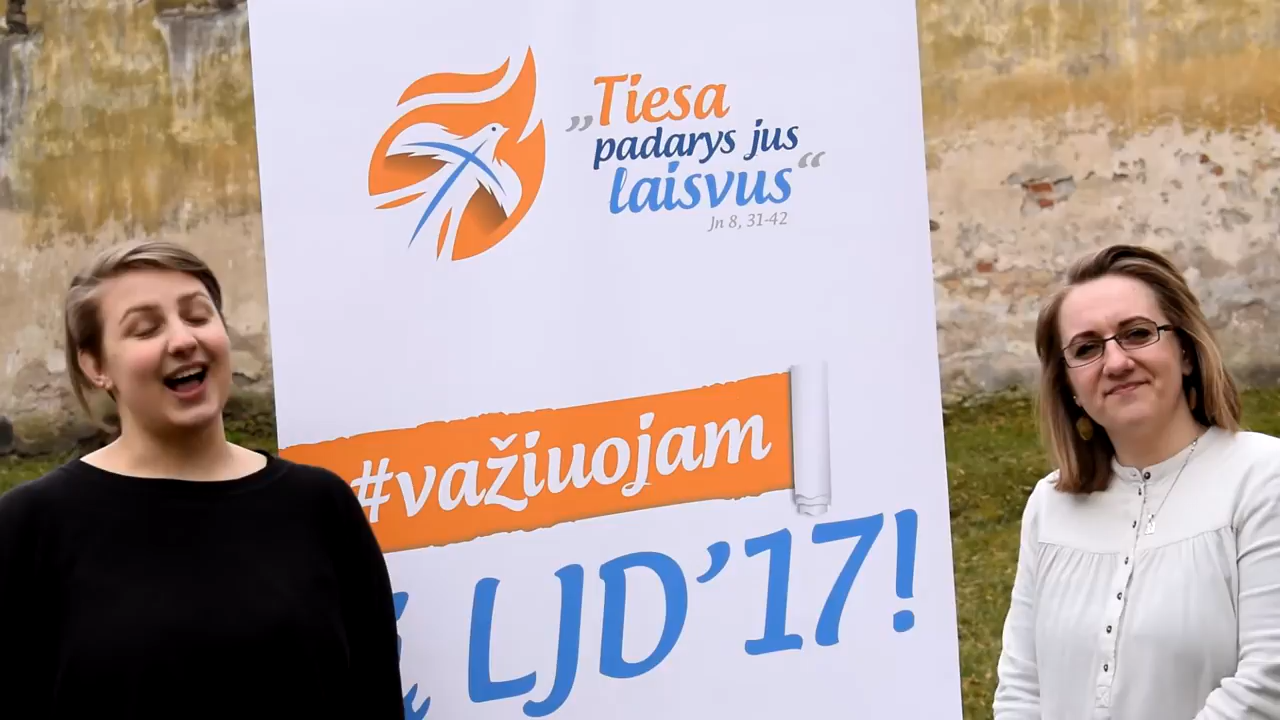 „Tiesa
padarys jus
laisvus“
Jn 8, 31-42
#važiuojam
į LJD’17!